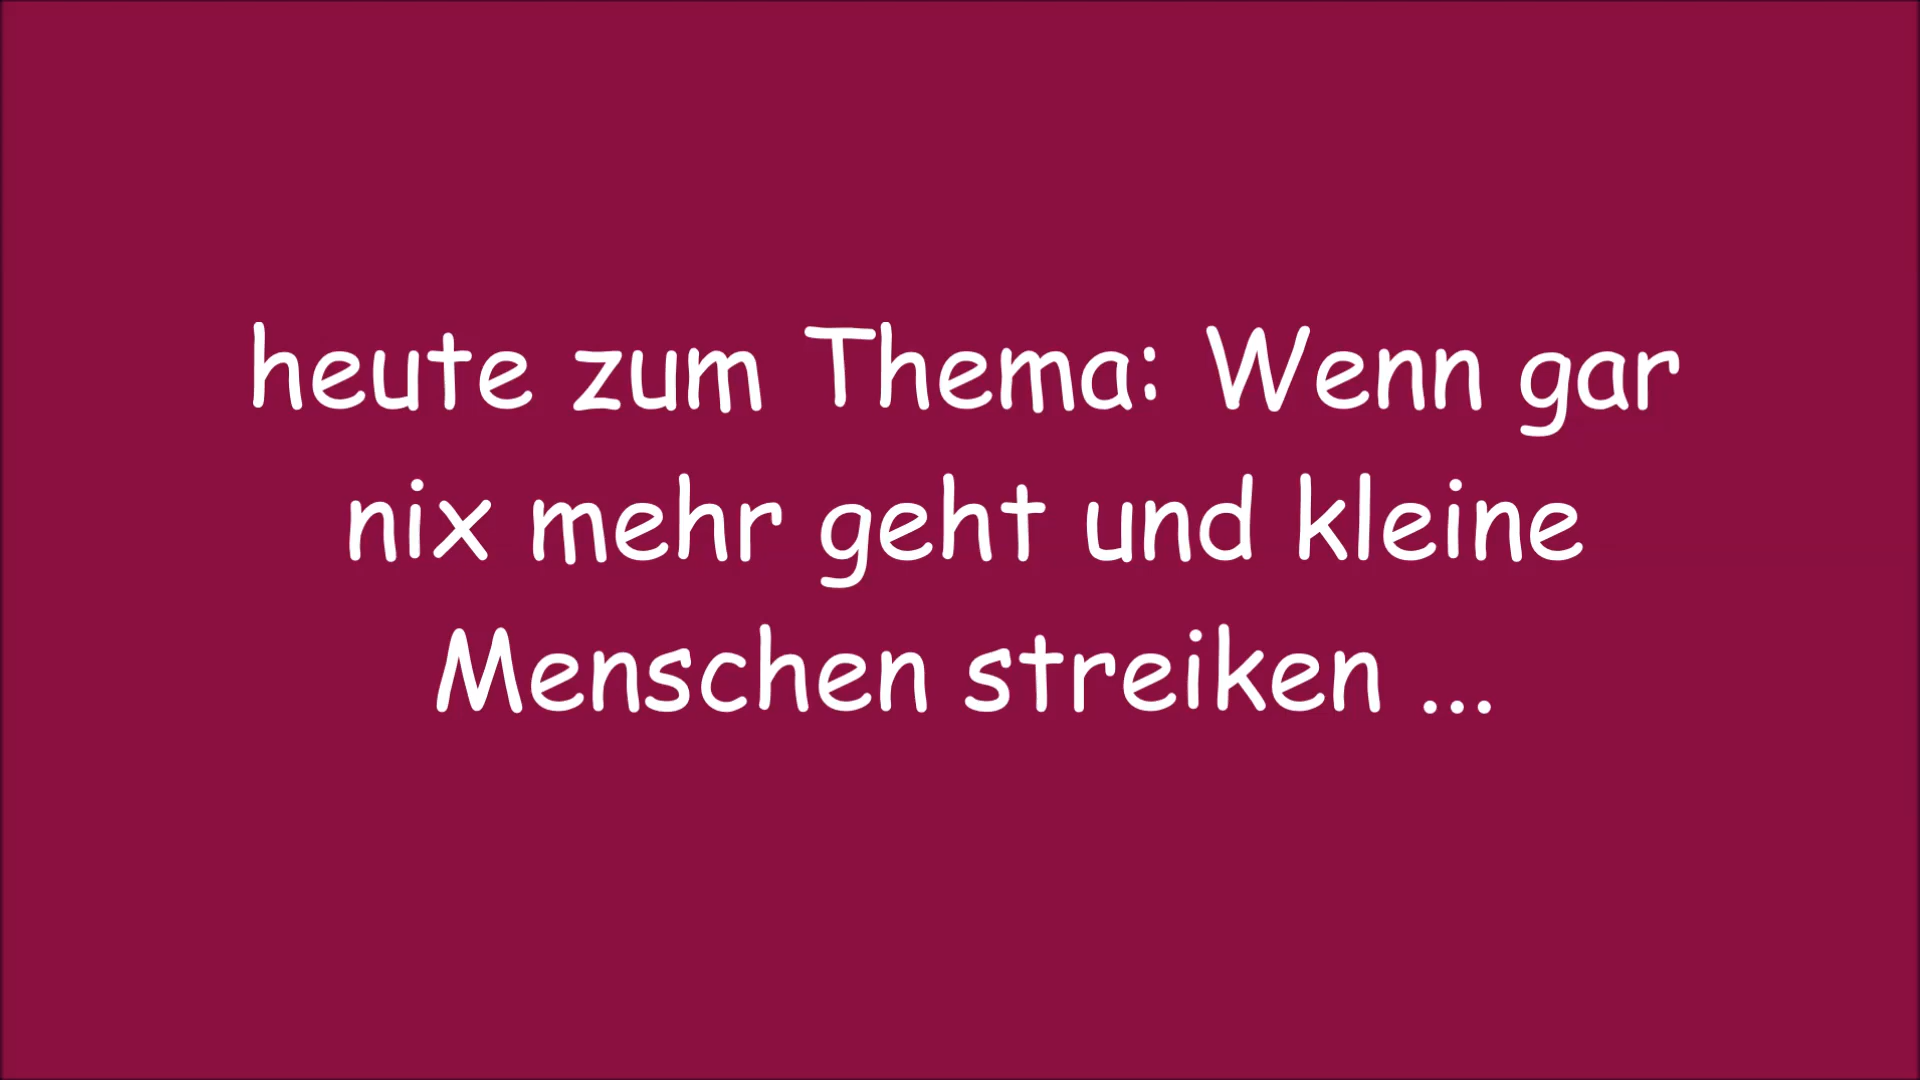 heute zum Thema: Wenn gar
nix mehr geht und kleine
Menschen streiken ...